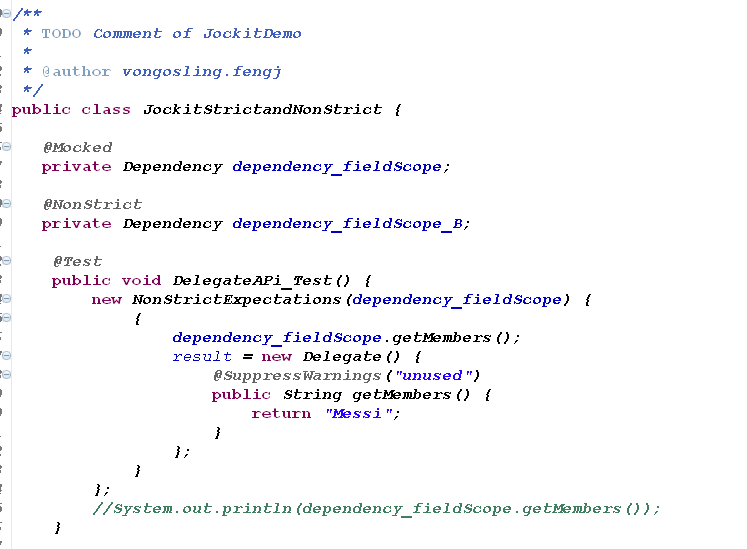 /**
 * TODO Comment of JockitDemo
 *
 * @author vongosling.fengj
 */
public class JockitStrictandNonStrict {
@Mocked
private Dependency dependency_fieldScope;
@NonStrict
private Dependency dependency_fieldScope_B;
@Test
public void DelegateAPi_Test() {
new NonStrictExpectations(dependency_fieldScope) {
{
dependency_fieldScope.getMembers();
result = new Delegate() {
@SuppressWarnings("unused")
public String getMembers() {
return "Messi";
}
};
}
};
//System.out.println(dependency_fieldScope.getMembers());
}